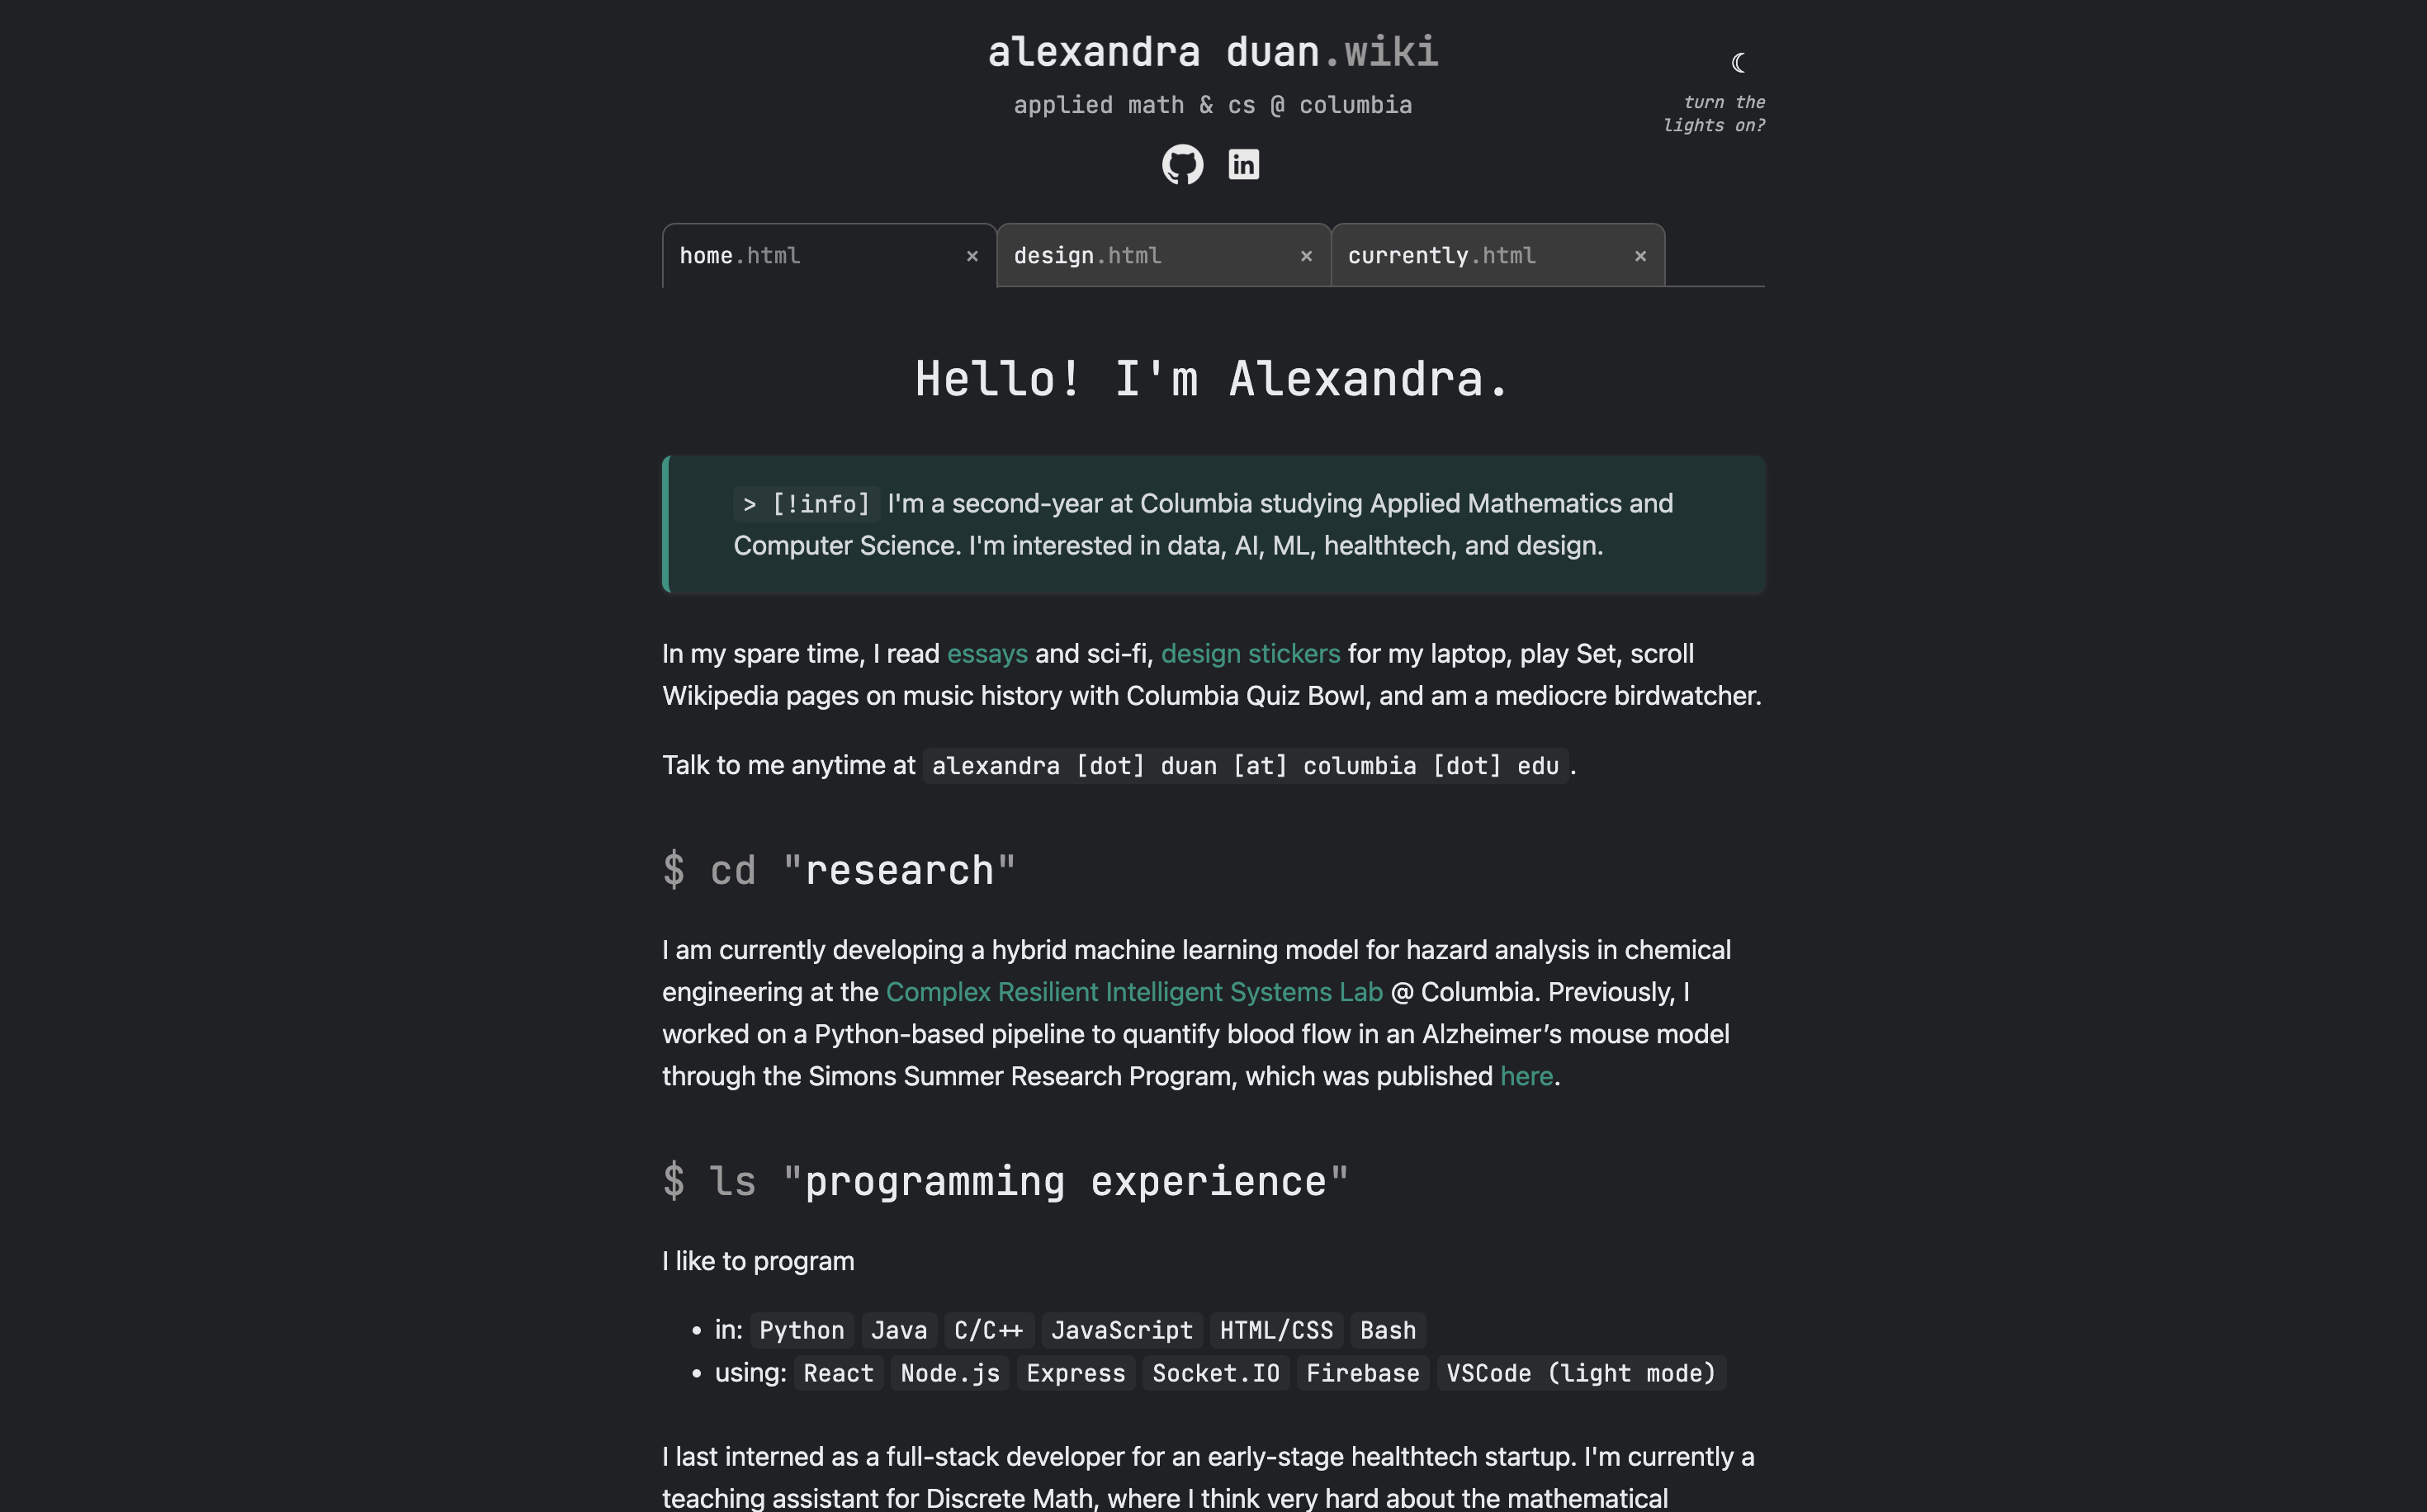 alexandra duan.wiki
applied math & cs @ columbia
turn the
lights on?
in
home.html ×
design.html ×
currently.html ×
Hello! I'm Alexandra.
> [!info] I'm a second-year at Columbia studying Applied Mathematics and
Computer Science. I'm interested in data, AI, ML, healthtech, and design.
In my spare time, I read essays and sci-fi, design stickers for my laptop, play Set, scroll
Wikipedia pages on music history with Columbia Quiz Bowl, and am a mediocre birdwatcher.
Talk to me anytime at alexandra [dot] duan [at] columbia [dot] edu.
$ cd "research"
I am currently developing a hybrid machine learning model for hazard analysis in chemical
engineering at the Complex Resilient Intelligent Systems Lab @ Columbia. Previously, I
worked on a Python-based pipeline to quantify blood flow in an Alzheimer’s mouse model
through the Simons Summer Research Program, which was published here.
$ ls "programming experience"
I like to program
• in: Python Java C/C++ JavaScript HTML/CSS Bash
• using: React Node.js Express Socket.IO Firebase VSCode (light mode)
I last interned as a full-stack developer for an early-stage healthtech startup. I'm currently a
teaching assistant for Discrete Math, where I think very hard about the mathematical